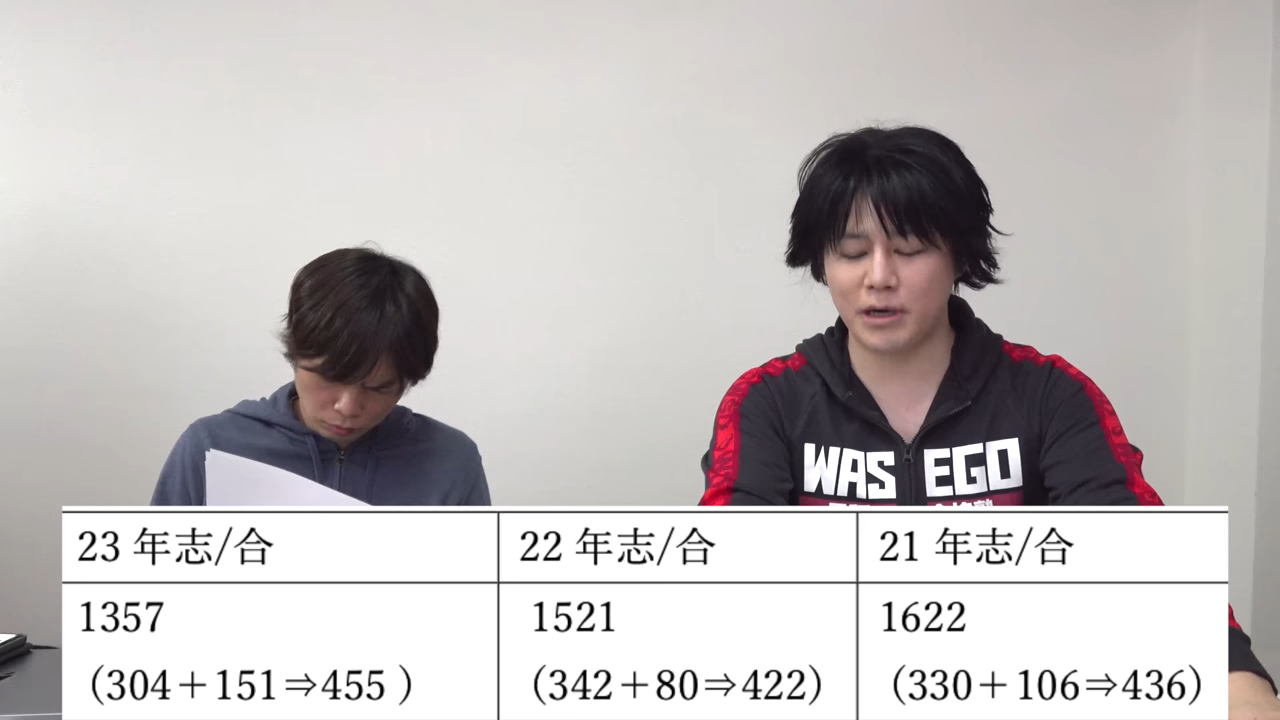 WAS EGO
23 年志/合
22 年志/合
21 年志/合
1357
1521
1622
（304＋151⇒455 ）
（342＋80⇒422）
（330＋106⇒436）